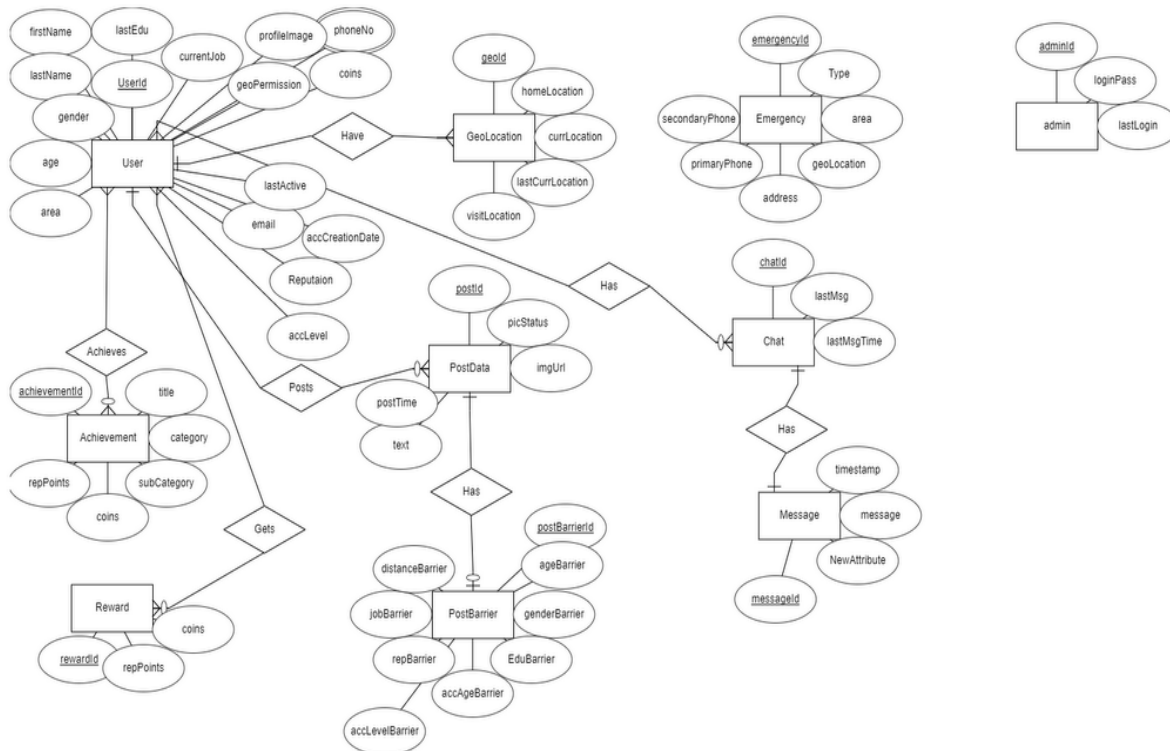 firstName
lastEdu
profileImage
phoneNo
currentJob
lastName
UserId
geoPermission
coins
gender
User
age
area
lastActive
email
accCreationDate
Reputaion
accLevel
Have
geoId
homeLocation
GeoLocation
currLocation
lastCurrLocation
visitLocation
emergencyId
Type
secondaryPhone
Emergency
area
primaryPhone
geoLocation
address
adminId
loginPass
admin
lastLogin
Has
chatId
lastMsg
Chat
lastMsgTime
Has
timestamp
Message
message
NewAttribute
messageId
Achieves
achievementId
title
Achievement
category
repPoints
subCategory
coins
Posts
postId
picStatus
PostData
imgUrl
postTime
text
Has
postBarrierId
distanceBarrier
ageBarrier
jobBarrier
PostBarrier
genderBarrier
repBarrier
EduBarrier
accAgeBarrier
accLevelBarrier
Gets
Reward
coins
rewardId
repPoints